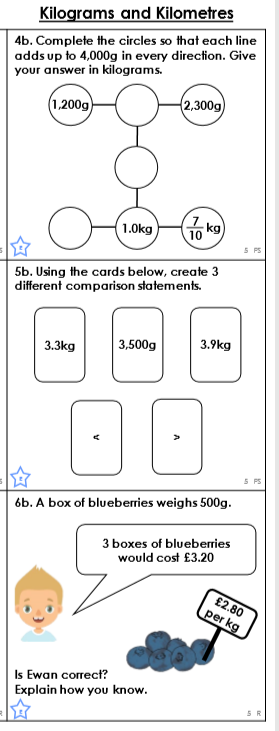 Kilograms and Kilometres
4b. Complete the circles so that each line
adds up to 4,000g in every direction. Give
your answer in kilograms.
1,200g
2,300g
1.0kg
7/10 kg
5 PS
5b. Using the cards below, create 3
different comparison statements.
3.3kg
3,500g
3.9kg
<
>
5 PS
6b. A box of blueberries weighs 500g.
3 boxes of blueberries
would cost £3.20
£2.80
per kg
Is Ewan correct?
Explain how you know.
5 R